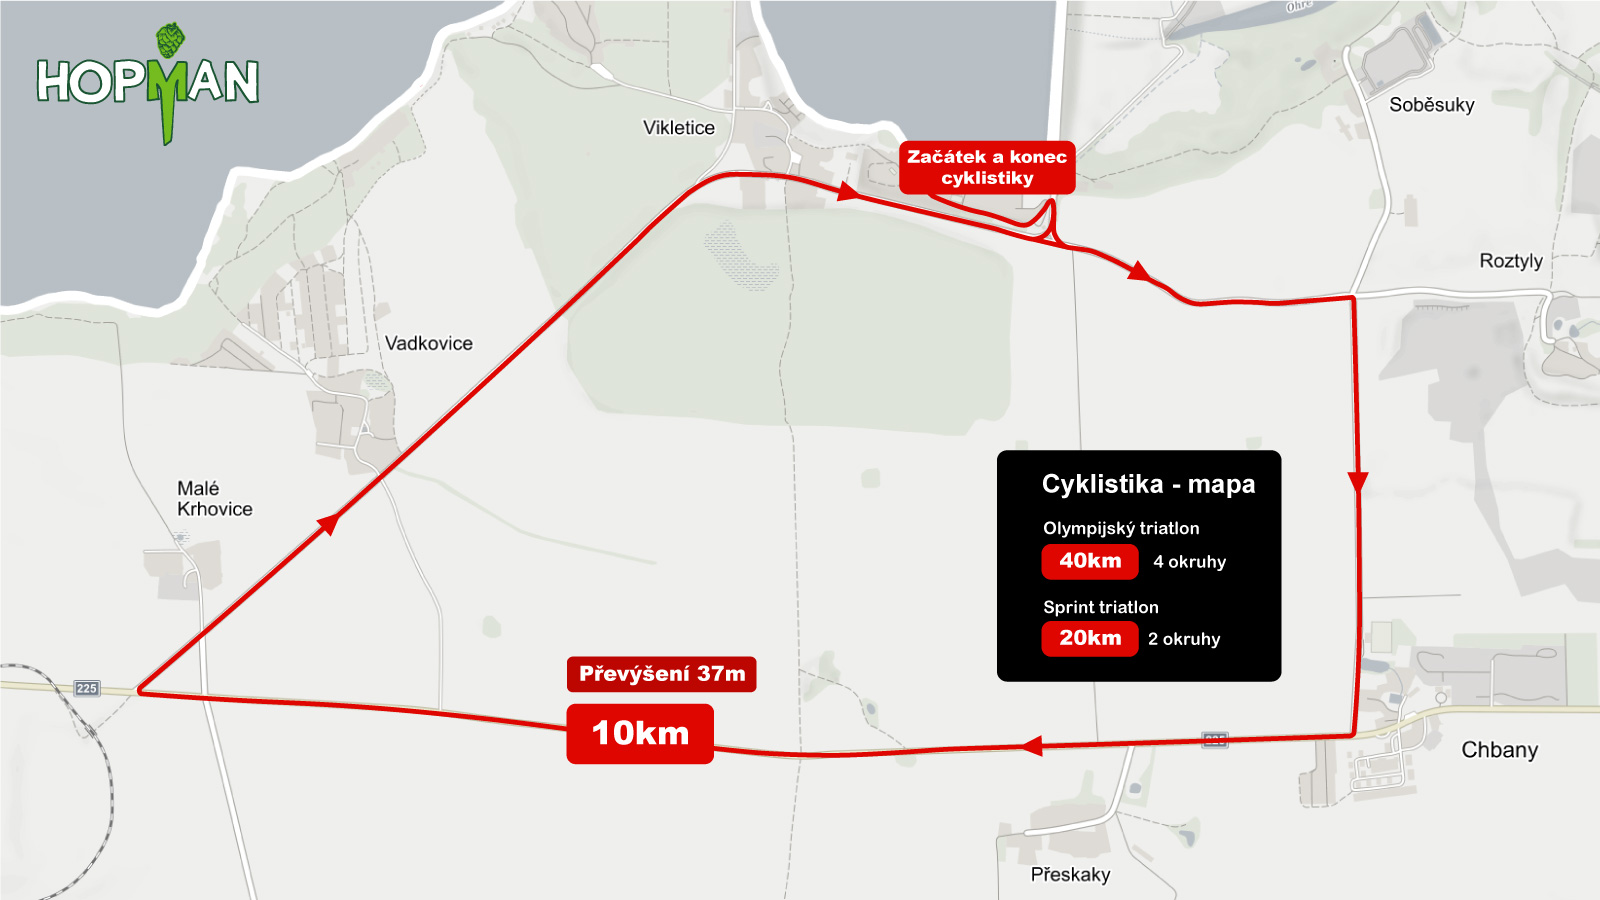 Ohře
HOPMAN
Soběsuky
Vikletice
Začátek a konec
cyklistiky
Roztyly
Vadkovice
Malé
Krhovice
Cyklistika - mapa
Olympijský triatlon
40km 4 okruhy
Sprint triatlon
20km 2 okruhy
Převýšení 37m
225
10km
Chbany
Přeskaky